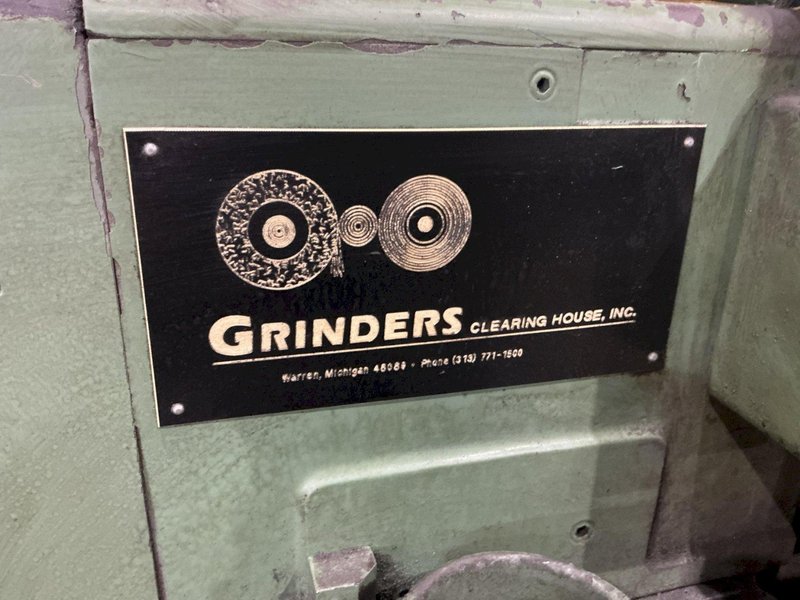 GRINDERS CLEARING HOUSE, INC.
Warren, Michigan 48089 • Phone (313) 771-1500